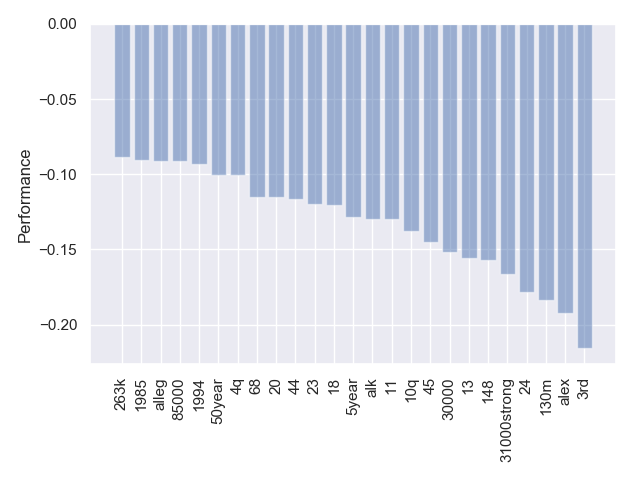 0.00
−0.05
−0.10
−0.15
−0.20
Performance
263k
1985
alleg
85000
1994
50year
4q
68
20
44
23
18
5year
alk
11
10q
45
30000
13
148
31000strong
24
130m
alex
3rd